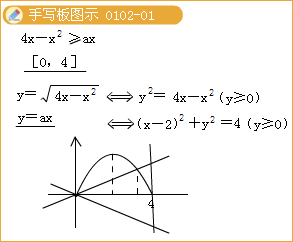 手写板图示 0102-01
4x-x² ≥ax
[0, 4]
y=√4x-x² ⟺ y²= 4x-x² (y≥0)
y=ax ⟺(x-2)²+y²=4 (y≥0)
4